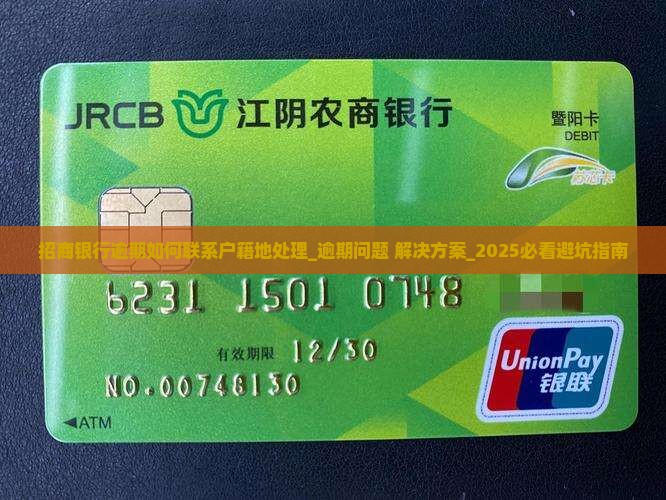 JRCB 江阴农商银行
暨阳卡
DEBIT
苏芯卡
招商银行逾期如何联系户籍地处理_逾期问题 解决方案_2025必看避坑指南
6231 1501 0748
有效期限 12/30
NO.00748130
UnionPay
银联
◄ATM